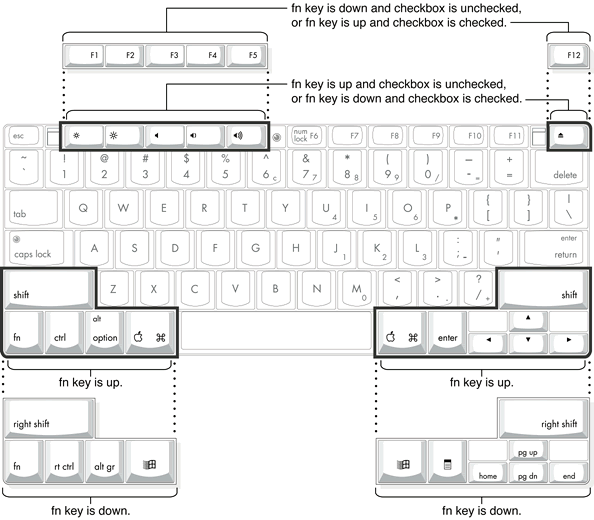 fn key is down and checkbox is unchecked,
or fn key is up and checkbox is checked.
F1 F2 F3 F4 F5 F12
fn key is up and checkbox is unchecked,
or fn key is down and checkbox is checked.
esc num lock F6 F7 F8 F9 F10 F11
~ ` ! 1 @ 2 # 3 $ 4 % 5 ^ 6 c & 7 7 * 8 8 ( 9 9 ) 0 / — - = + = delete
tab Q W E R T Y U 4 I 5 O 6 P * { [ } ] | \
caps lock A S D F G H J 1 K 2 L 3 : ; - " ' enter return
shift Z X C V B N M 0 < , > . . ? / + shift
fn ctrl alt option ⌘ ⌘ enter ◄ ▲ ▼ ►
fn key is up. fn key is up.
right shift right shift
fn rt ctrl alt gr home pg up pg dn end
fn key is down. fn key is down.